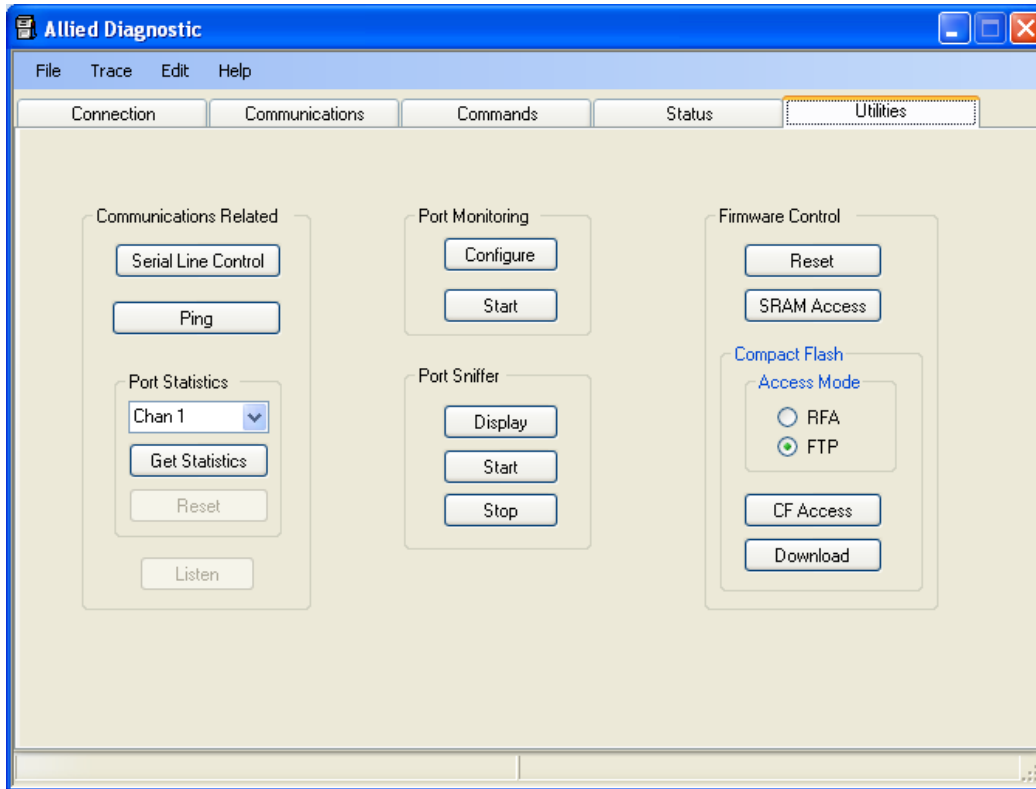 Allied Diagnostic
File Trace Edit Help
Connection Communications Commands Status Utilities
Communications Related
Serial Line Control
Ping
Port Statistics
Chan 1
Get Statistics
Reset
Listen
Port Monitoring
Configure
Start
Port Sniffer
Display
Start
Stop
Firmware Control
Reset
SRAM Access
Compact Flash
Access Mode
RFA
FTP
CF Access
Download